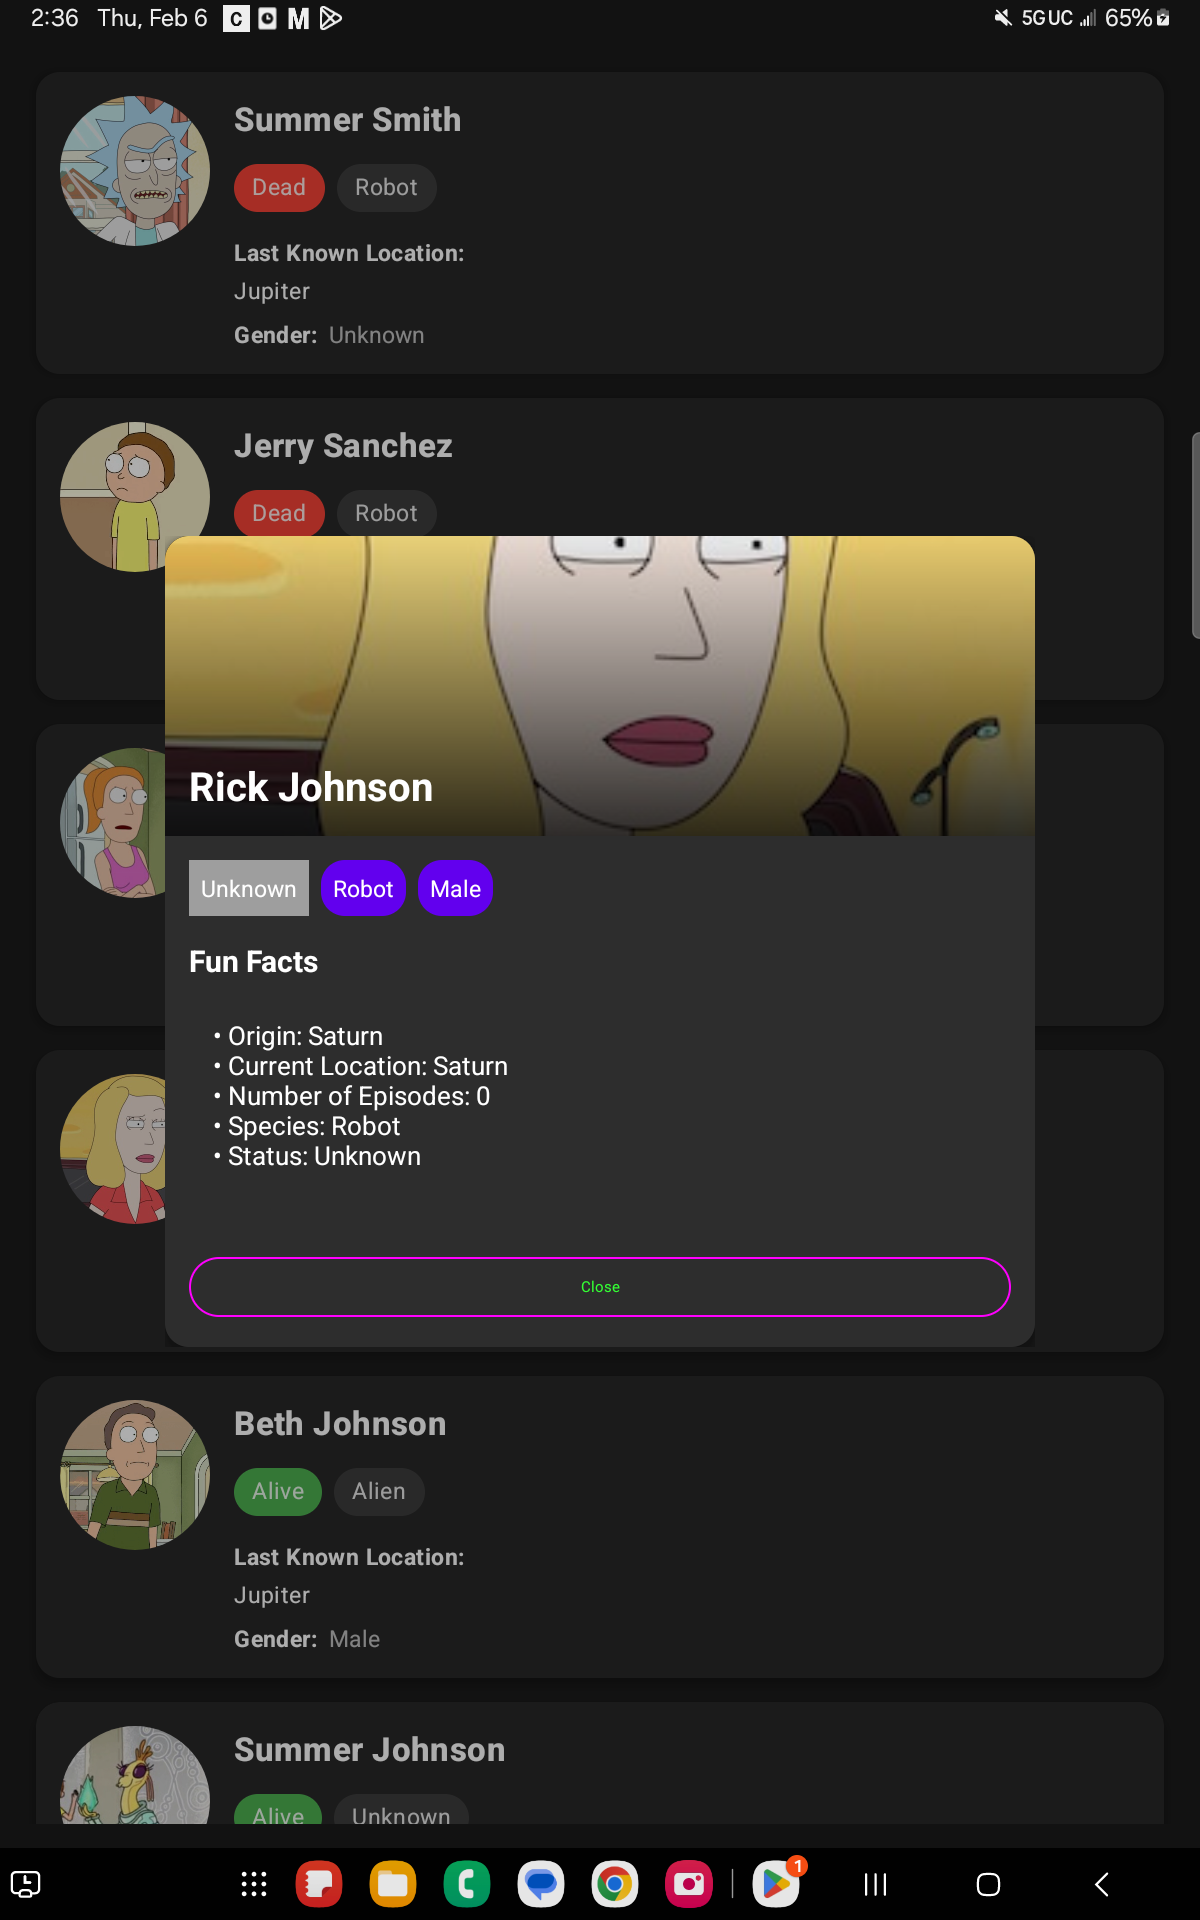 2:36 Thu, Feb 6 C M 5G UC 65%
Summer Smith
Dead Robot
Last Known Location:
Jupiter
Gender: Unknown
Jerry Sanchez
Dead Robot
Rick Johnson
Unknown Robot Male
Fun Facts
• Origin: Saturn
• Current Location: Saturn
• Number of Episodes: 0
• Species: Robot
• Status: Unknown
Close
Beth Johnson
Alive Alien
Last Known Location:
Jupiter
Gender: Male
Summer Johnson
Alive Unknown
1